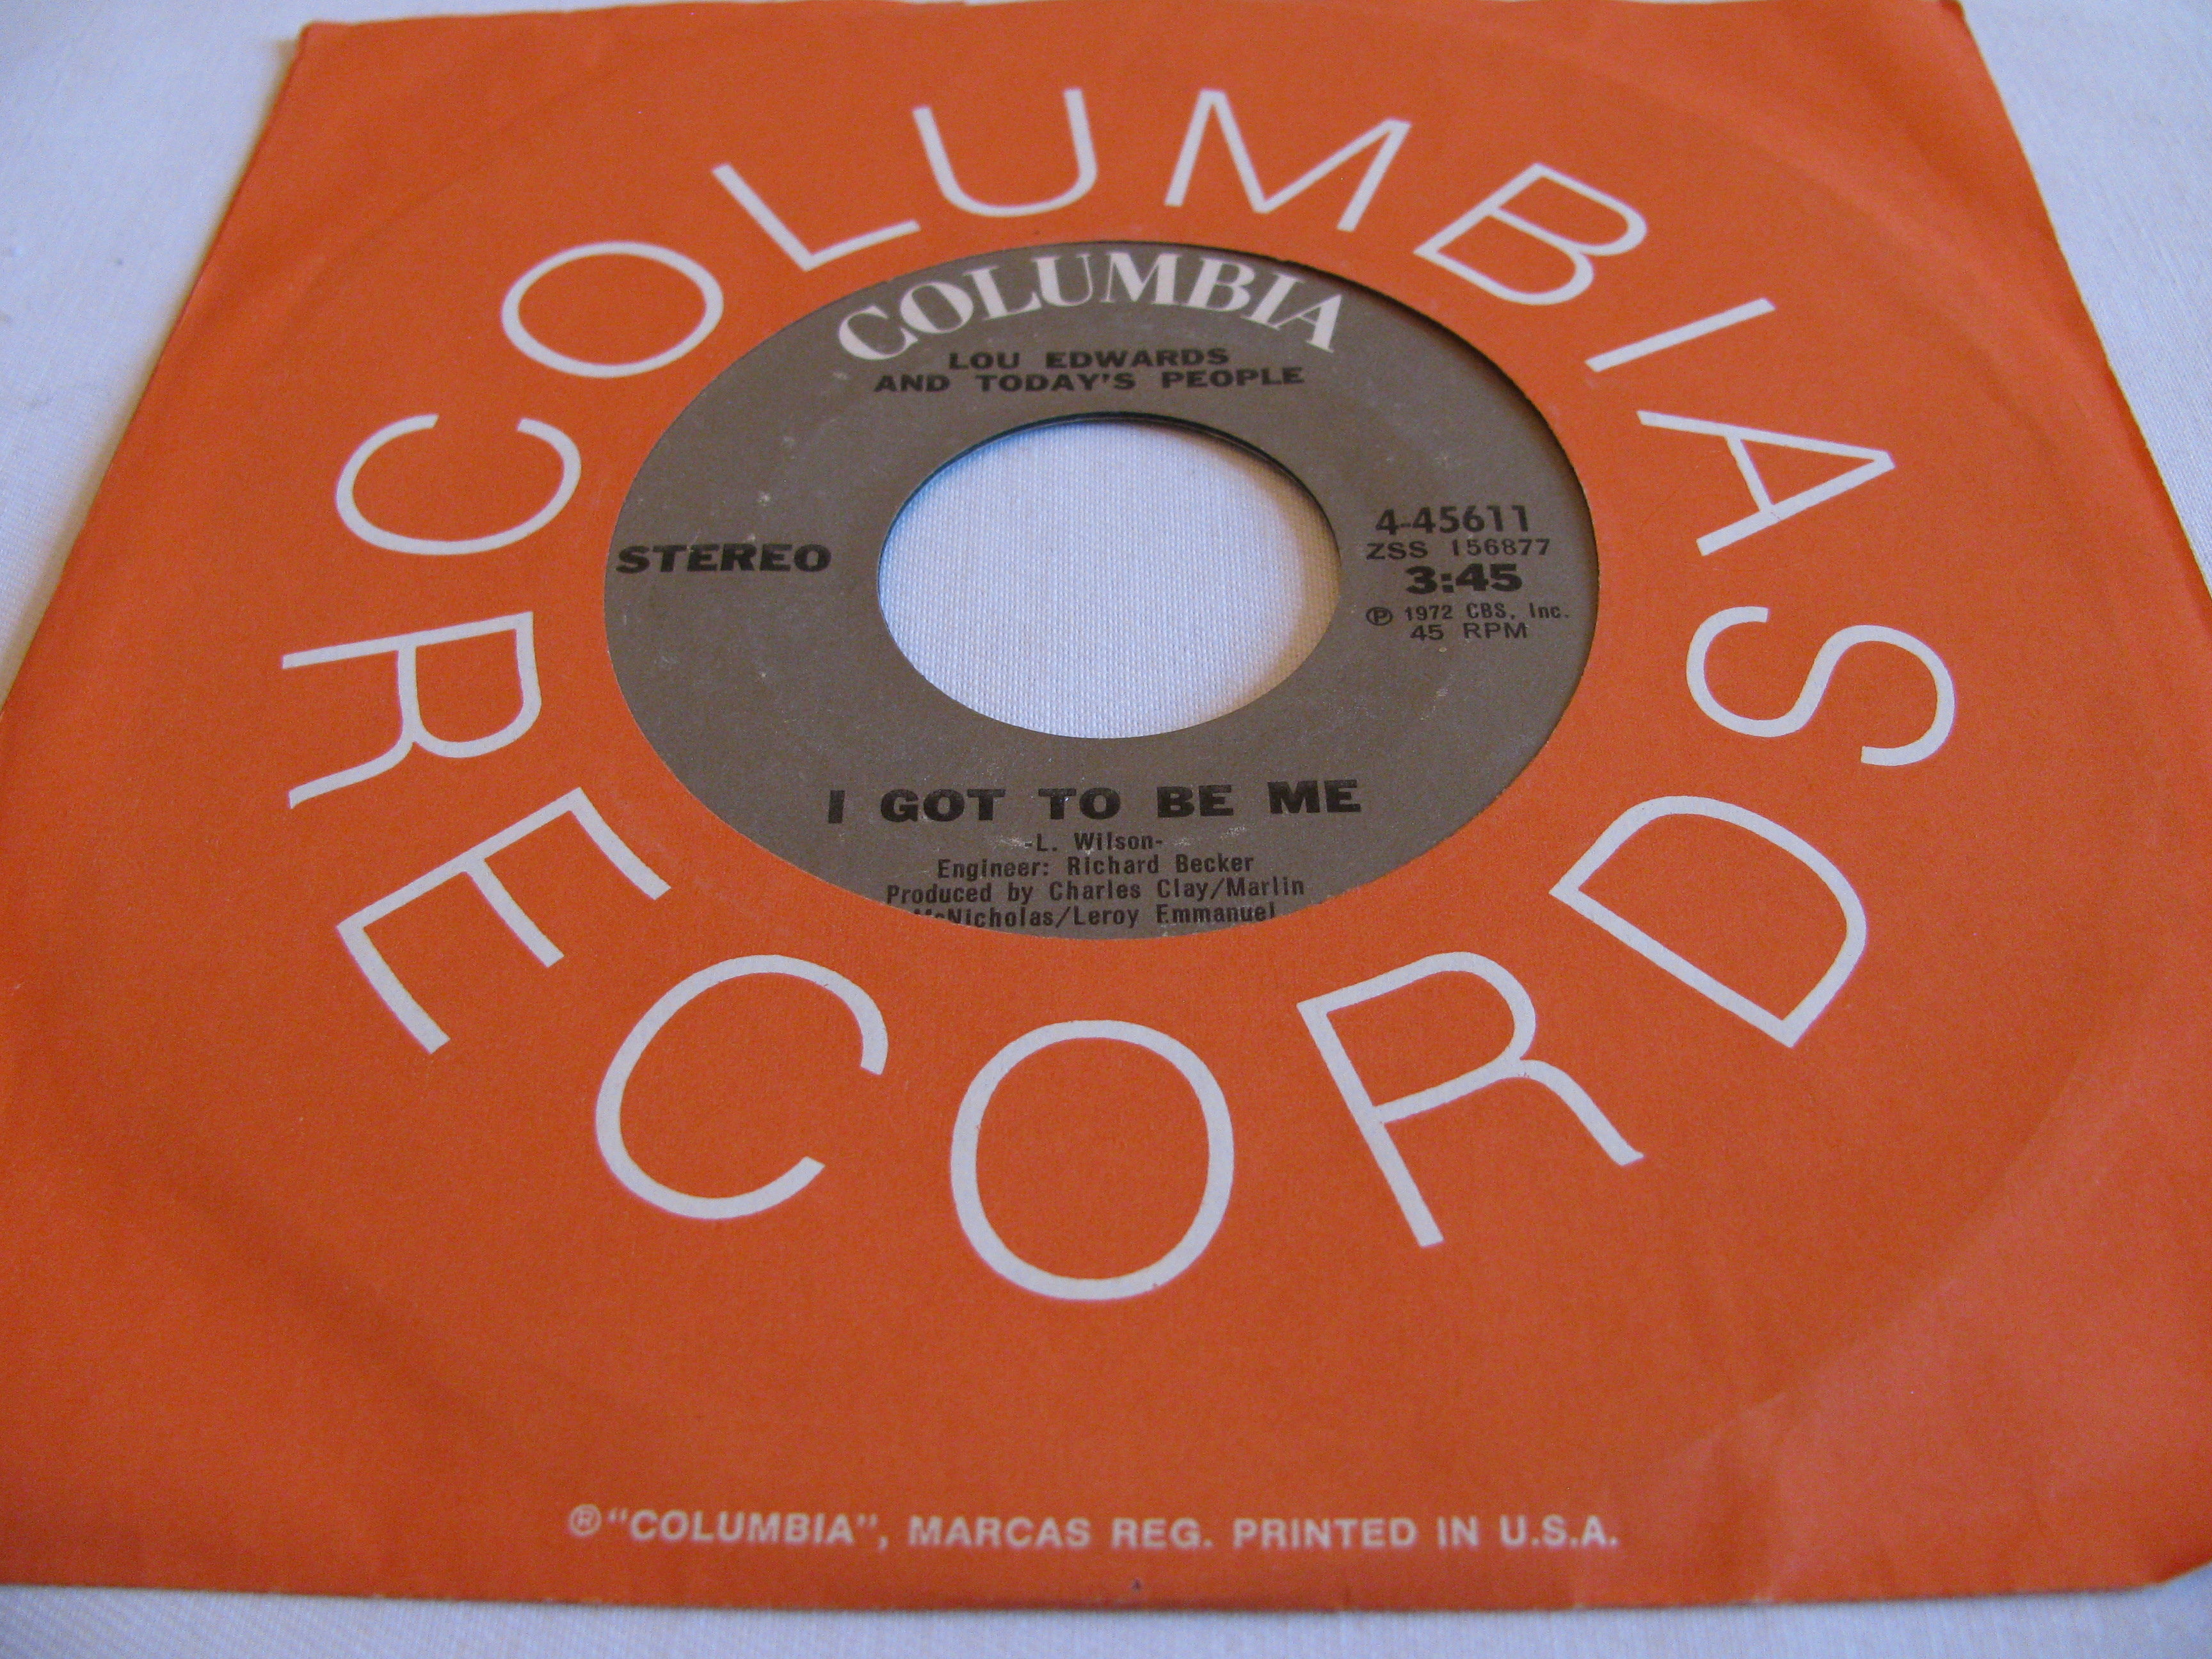 COLUMBIA RECORDS
COLUMBIA
LOU EDWARDS
AND TODAY'S PEOPLE
STEREO
4-45611
ZSS 156877
3:45
℗ 1972 CBS, Inc.
45 RPM
I GOT TO BE ME
-L. Wilson-
Engineer: Richard Becker
Produced by Charles Clay/Marlin
McNicholas/Leroy Emmanuel
®"COLUMBIA", MARCAS REG. PRINTED IN U.S.A.